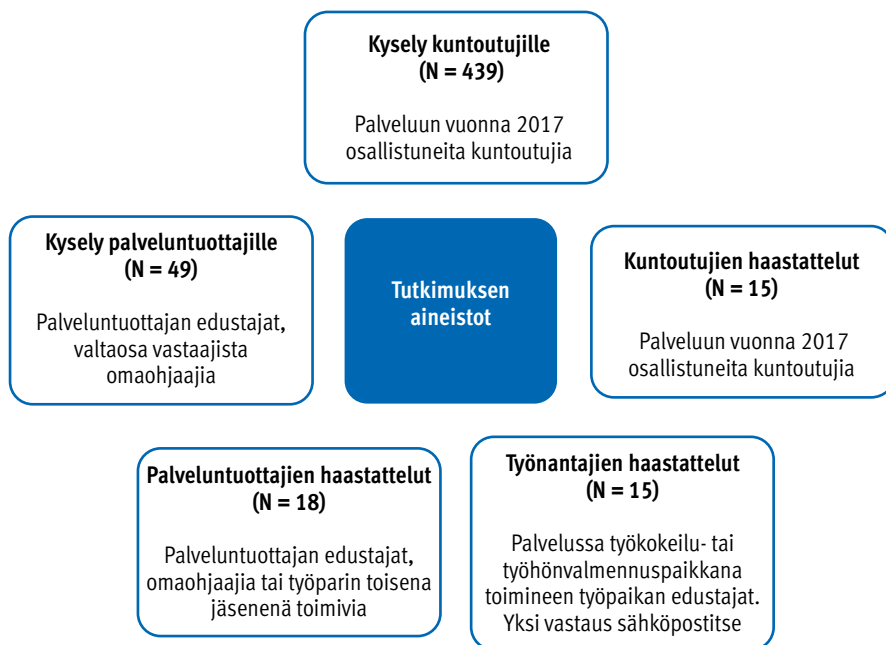 Kysely kuntoutujille
(N = 439)
Palveluun vuonna 2017
osallistuneita kuntoutujia
Kysely palveluntuottajille
(N = 49)
Palveluntuottajan edustajat,
valtaosa vastaajista
omaohjaajia
Tutkimuksen
aineistot
Kuntoutujien haastattelut
(N = 15)
Palveluun vuonna 2017
osallistuneita kuntoutujia
Palveluntuottajien haastattelut
(N = 18)
Palveluntuottajan edustajat,
omaohjaajia tai työparin toisena
jäsenenä toimivia
Työnantajien haastattelut
(N = 15)
Palvelussa työkokeilu- tai
työhönvalmennuspaikkana
toimineen työpaikan edustajat.
Yksi vastaus sähköpostitse